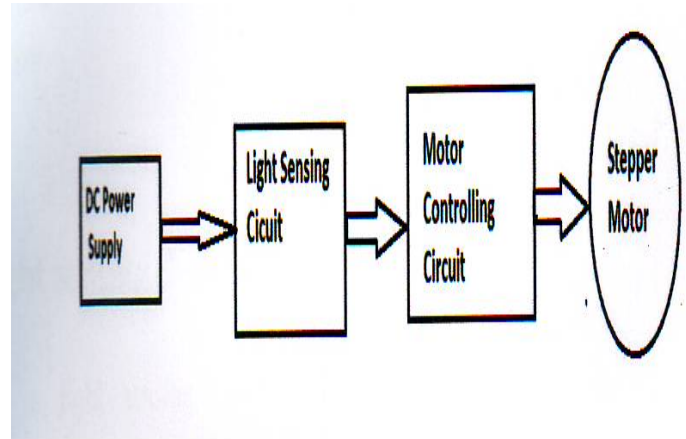 DC Power
Supply
Light Sensing
Cicuit
Motor
Controlling
Circuit
Stepper
Motor